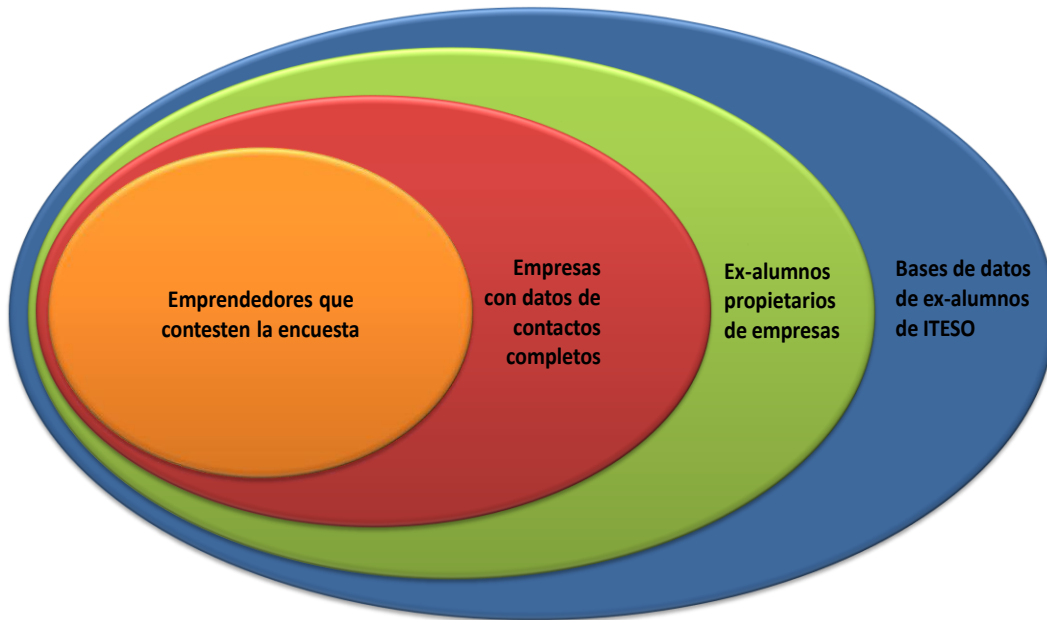 Emprendedores que
contesten la encuesta
Empresas
con datos de
contactos
completos
Ex-alumnos
propietarios
de empresas
Bases de datos
de ex-alumnos
de ITESO